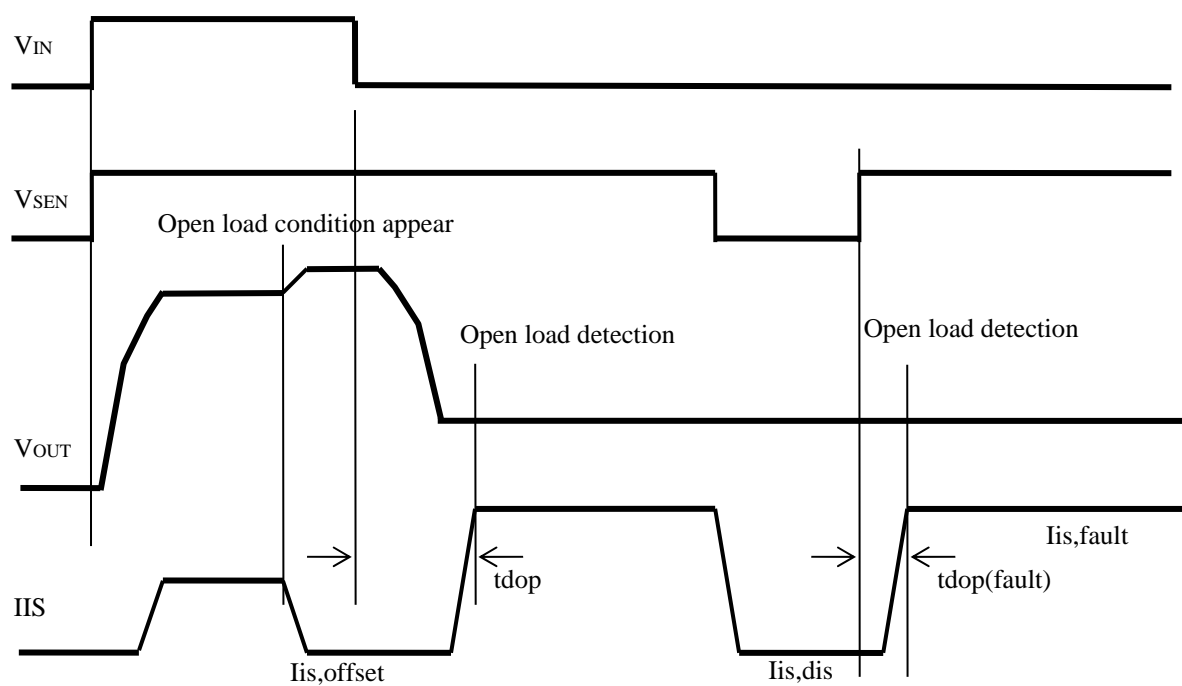 VIN
VSEN
Open load condition appear
Open load detection
Open load detection
VOUT
Iis,fault
tdop
tdop(fault)
IIS
Iis,offset
Iis,dis